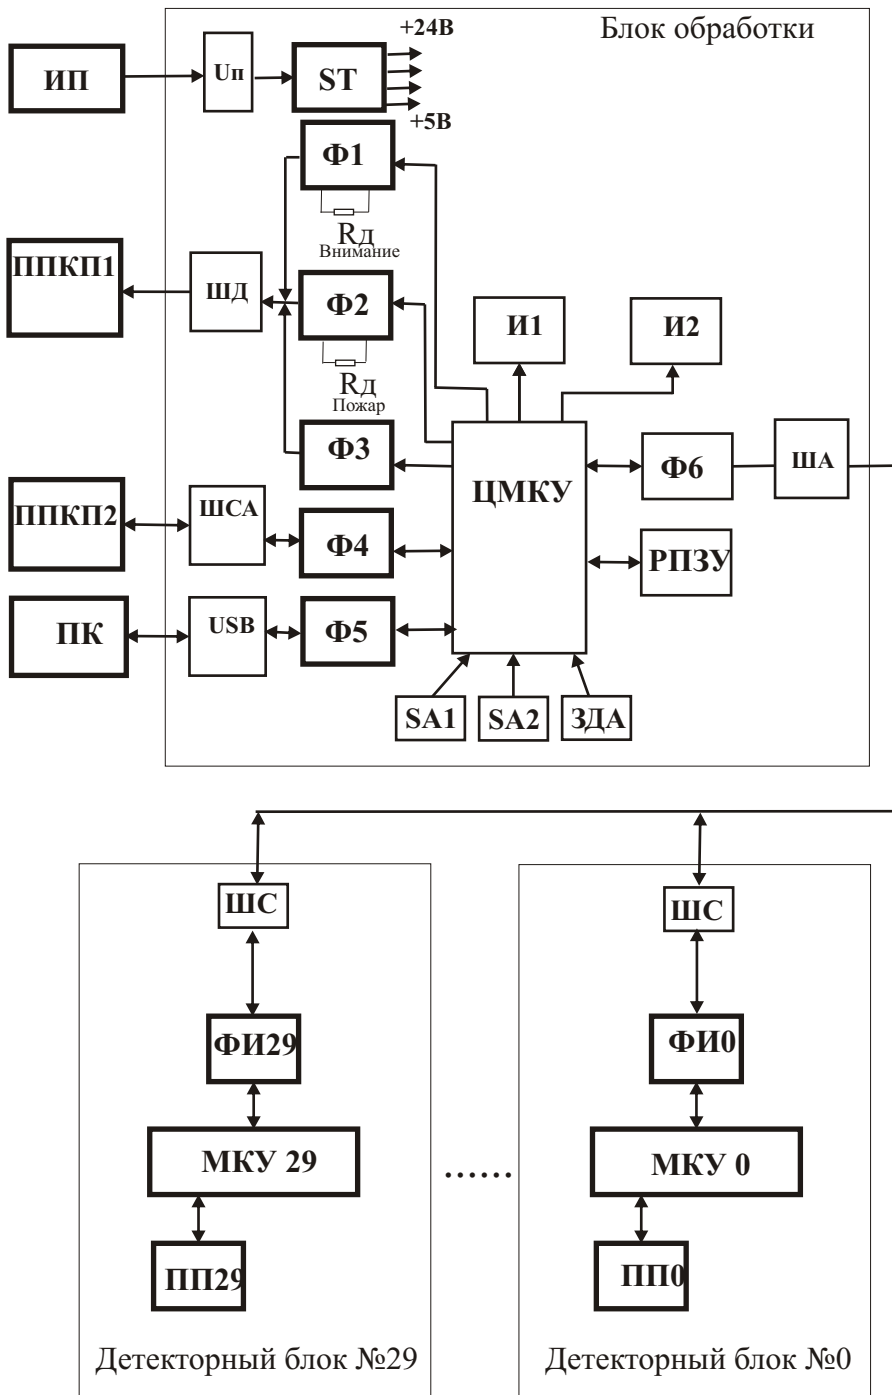 Блок обработки
+24В
ИП
Uп
ST
+5В
Ф1
Rд
Внимание
ППКП1
ШД
Ф2
И1
И2
Rд
Пожар
Ф3
ЦМКУ
Ф6
ША
ППКП2
ШСА
Ф4
РПЗУ
ПК
USB
Ф5
SA1
SA2
ЗДА
ШС
ШС
ФИ29
ФИ0
МКУ 29
......
МКУ 0
ПП29
ПП0
Детекторный блок №29
Детекторный блок №0